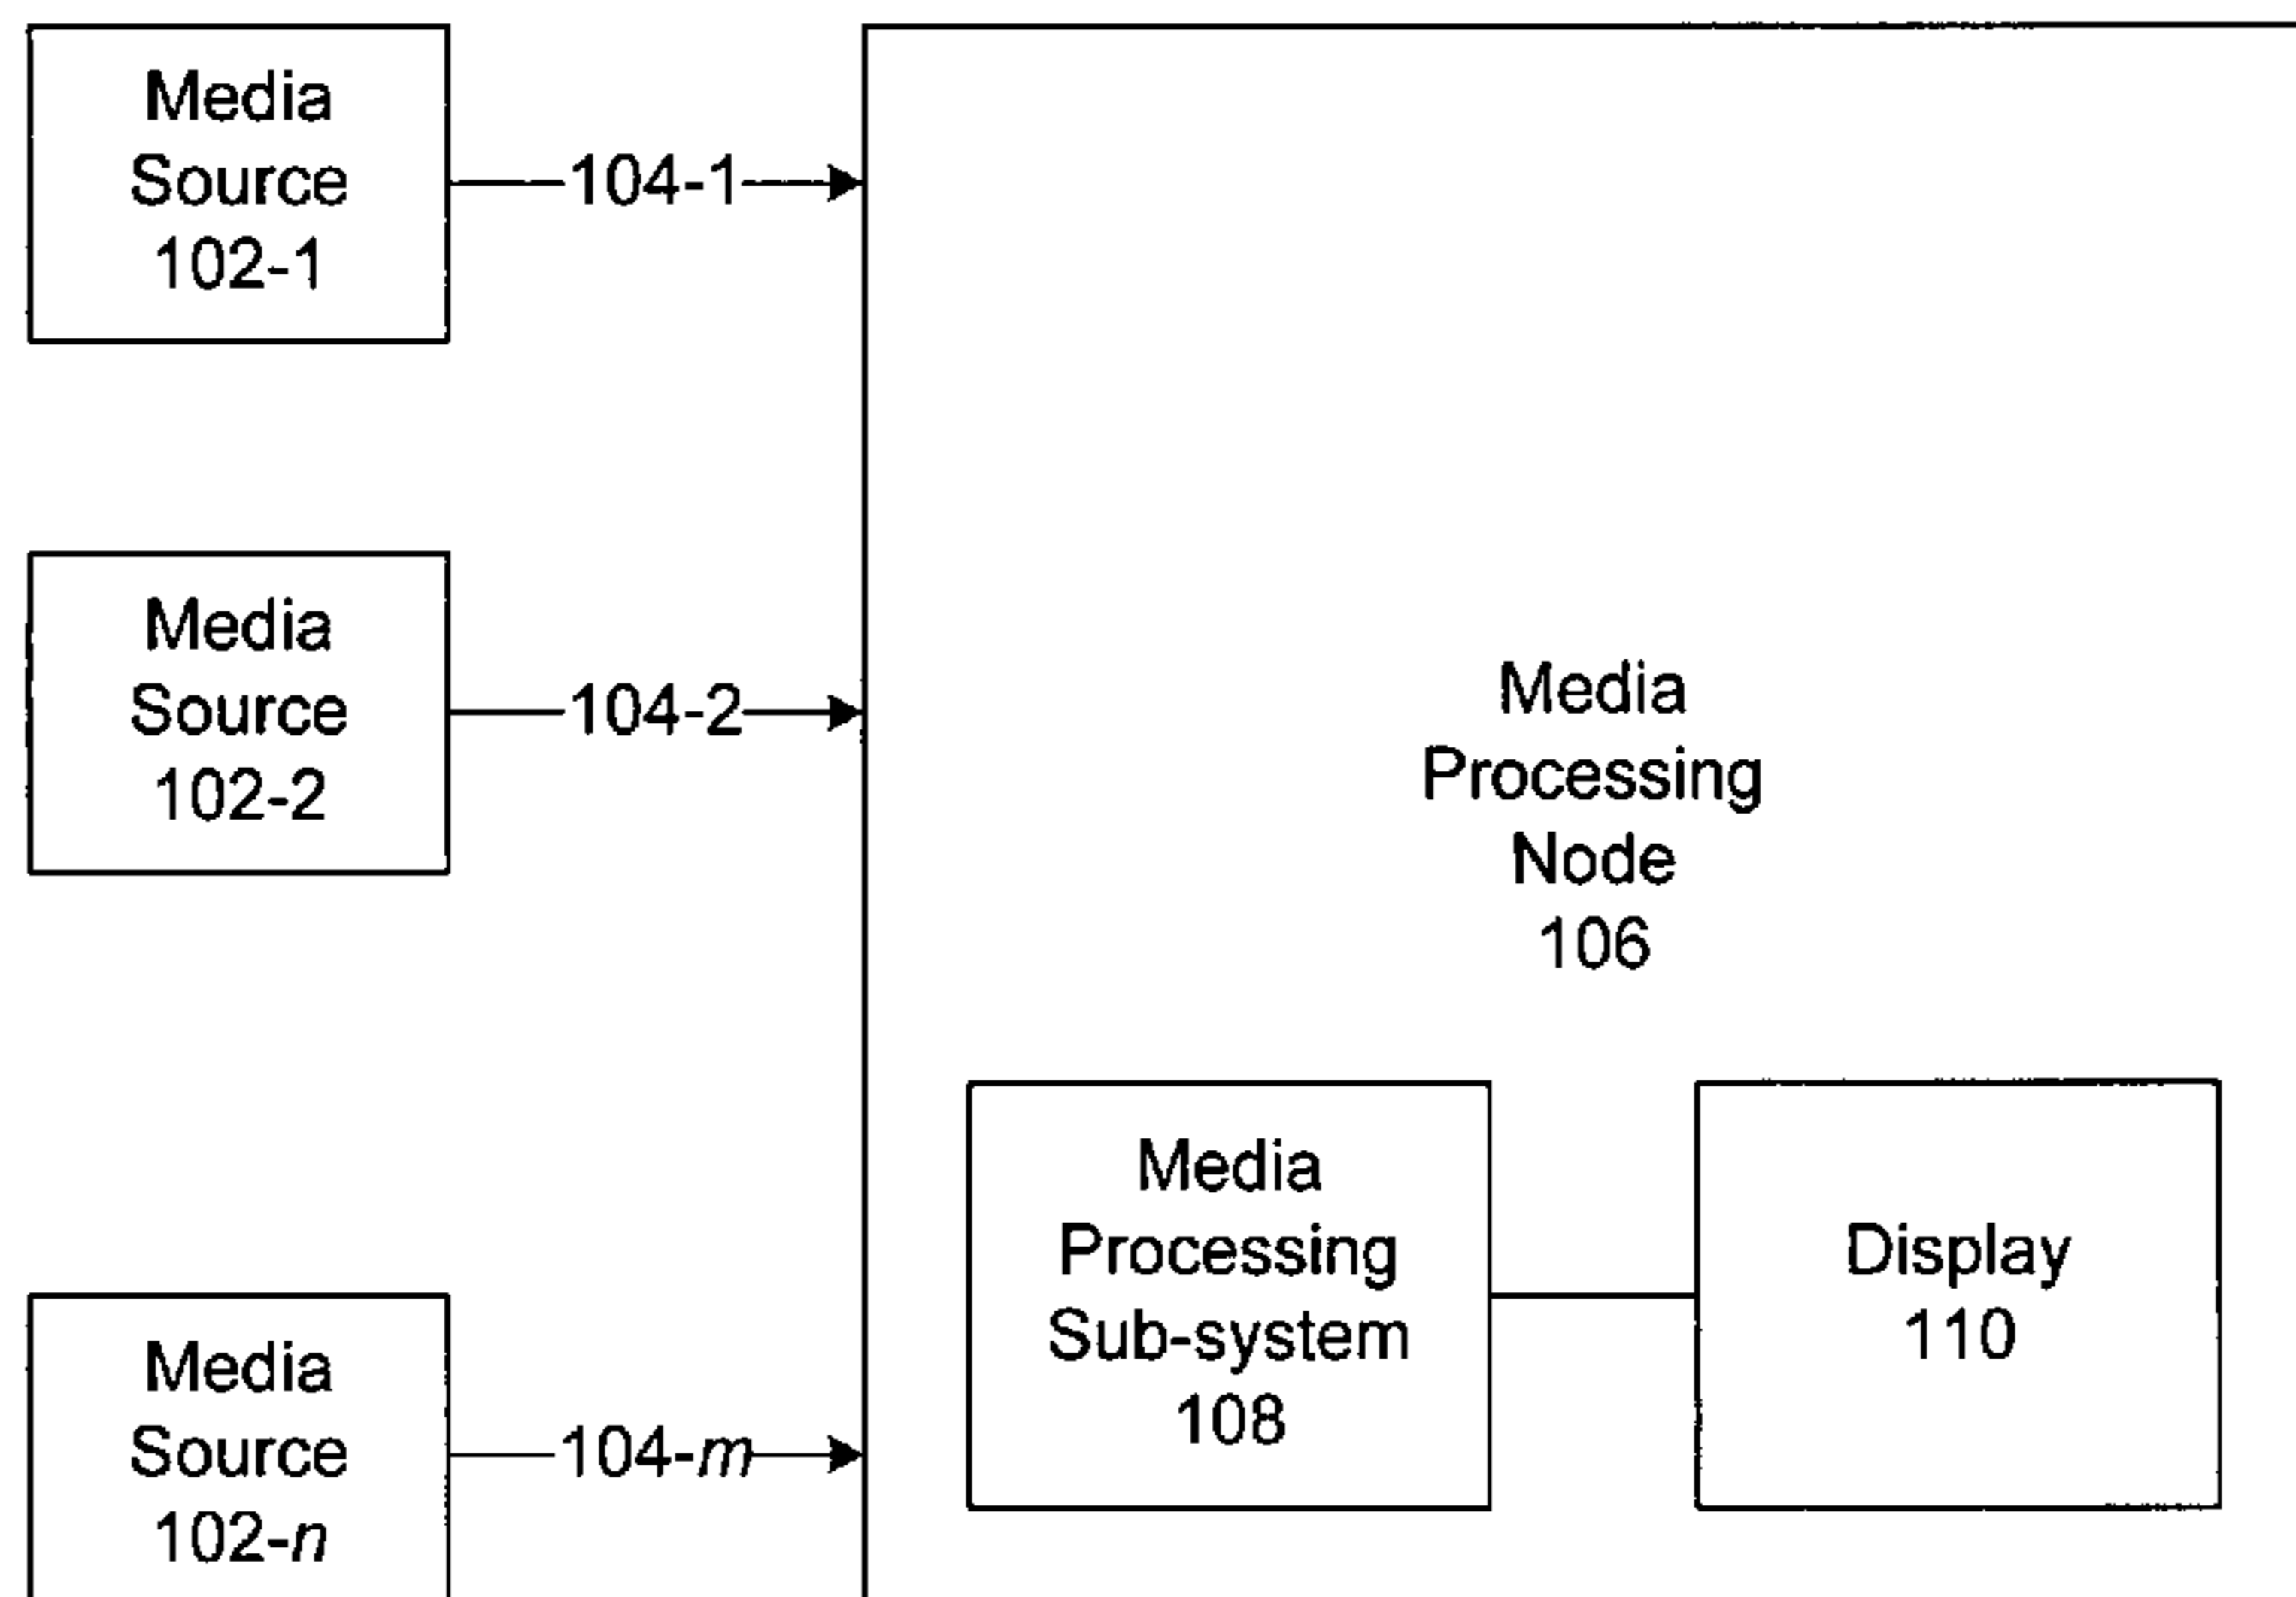 Media
Source
102-1
104-1
Media
Source
102-2
104-2
Media
Processing
Node
106
Media
Processing
Sub-system
108
Display
110
Media
Source
102-n
104-m